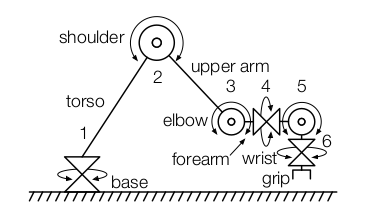 shoulder
2
upper arm
torso
3 4 5
1
elbow
6
forearm wrist
grip
base